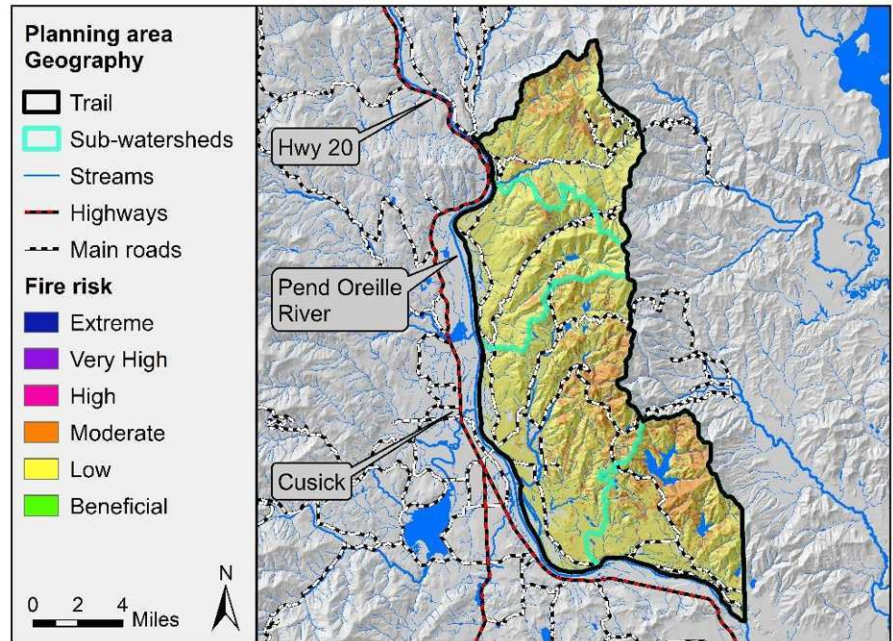 Planning area
Geography
Trail
Sub-watersheds
Streams
Highways
Main roads
Fire risk
Extreme
Very High
High
Moderate
Low
Beneficial
0 2 4
Miles
N
Hwy 20
Pend Oreille
River
Cusick